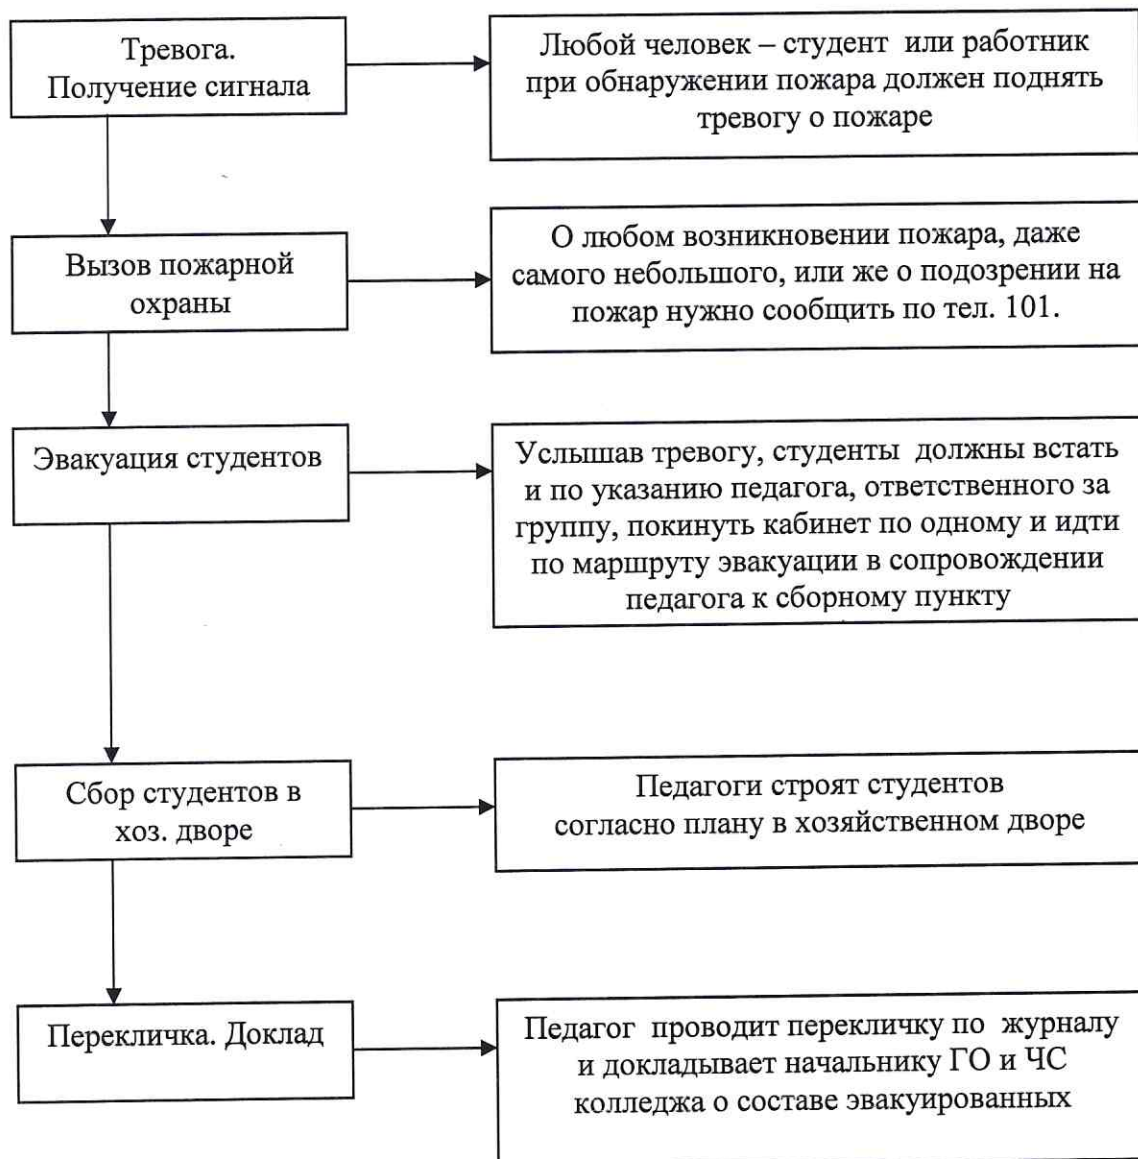 Тревога.
Получение сигнала
Любой человек – студент или работник
при обнаружении пожара должен поднять
тревогу о пожаре
Вызов пожарной
охраны
О любом возникновении пожара, даже
самого небольшого, или же о подозрении на
пожар нужно сообщить по тел. 101.
Эвакуация студентов
Услышав тревогу, студенты должны встать
и по указанию педагога, ответственного за
группу, покинуть кабинет по одному и идти
по маршруту эвакуации в сопровождении
педагога к сборному пункту
Сбор студентов в
хоз. дворе
Педагоги строят студентов
согласно плану в хозяйственном дворе
Перекличка. Доклад
Педагог проводит перекличку по журналу
и докладывает начальнику ГО и ЧС
колледжа о составе эвакуированных